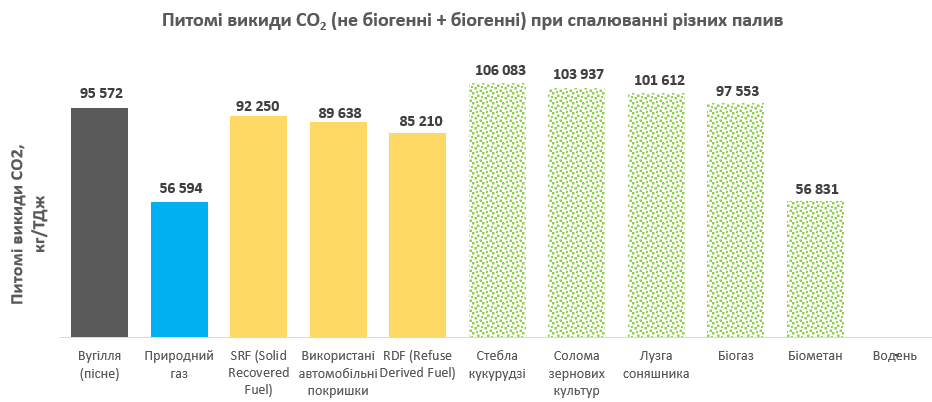 Питомі викиди CO₂ (не біогенні + біогенні) при спалюванні різних палив
Питомі викиди CO2,
кг/ТДж
95 572
56 594
92 250
89 638
85 210
106 083
103 937
101 612
97 553
56 831
Вугілля
(пісне)
Природний
газ
SRF (Solid
Recovered
Fuel)
Використані
автомобільні
покришки
RDF (Refuse
Derived Fuel)
Стебла
кукурудзі
Солома
зернових
культур
Лузга
соняшника
Біогаз
Біометан
Водень